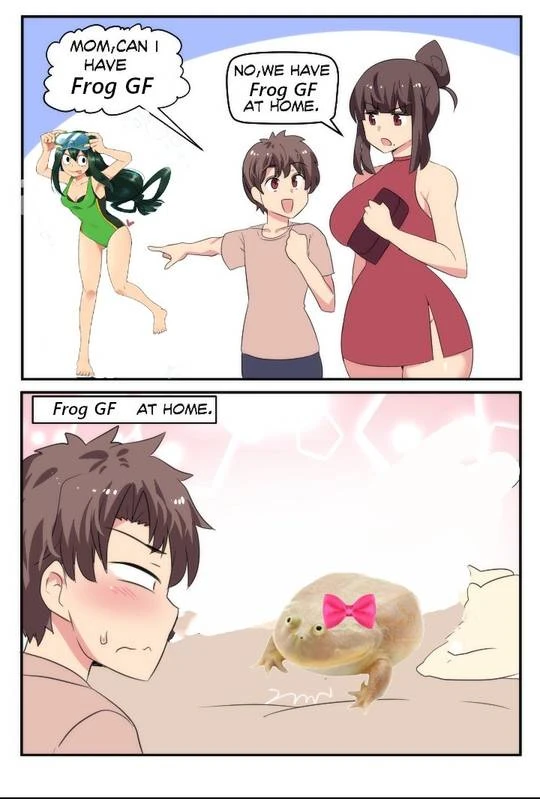 MOM,CAN I
HAVE
Frog GF
NO,WE HAVE
Frog GF
AT HOME.
Frog GF AT HOME.